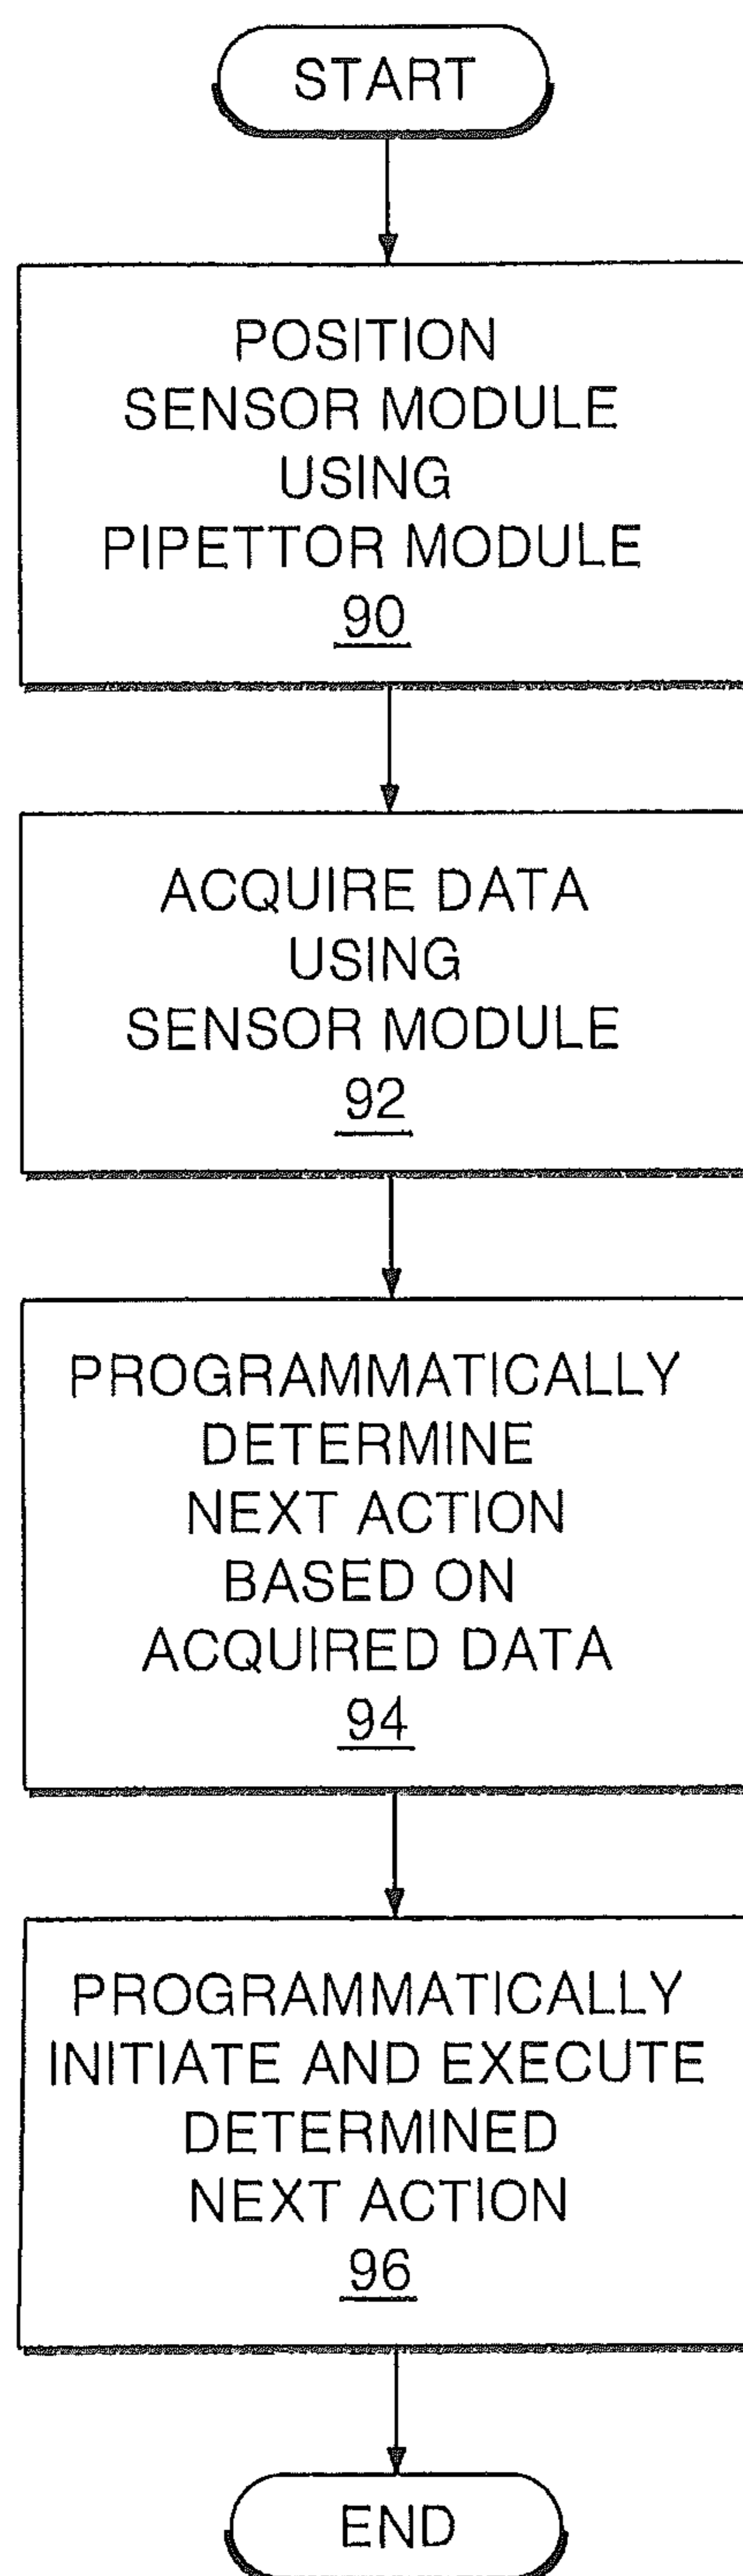 START
POSITION
SENSOR MODULE
USING
PIPETTOR MODULE
90
ACQUIRE DATA
USING
SENSOR MODULE
92
PROGRAMMATICALLY
DETERMINE
NEXT ACTION
BASED ON
ACQUIRED DATA
94
PROGRAMMATICALLY
INITIATE AND EXECUTE
DETERMINED
NEXT ACTION
96
END